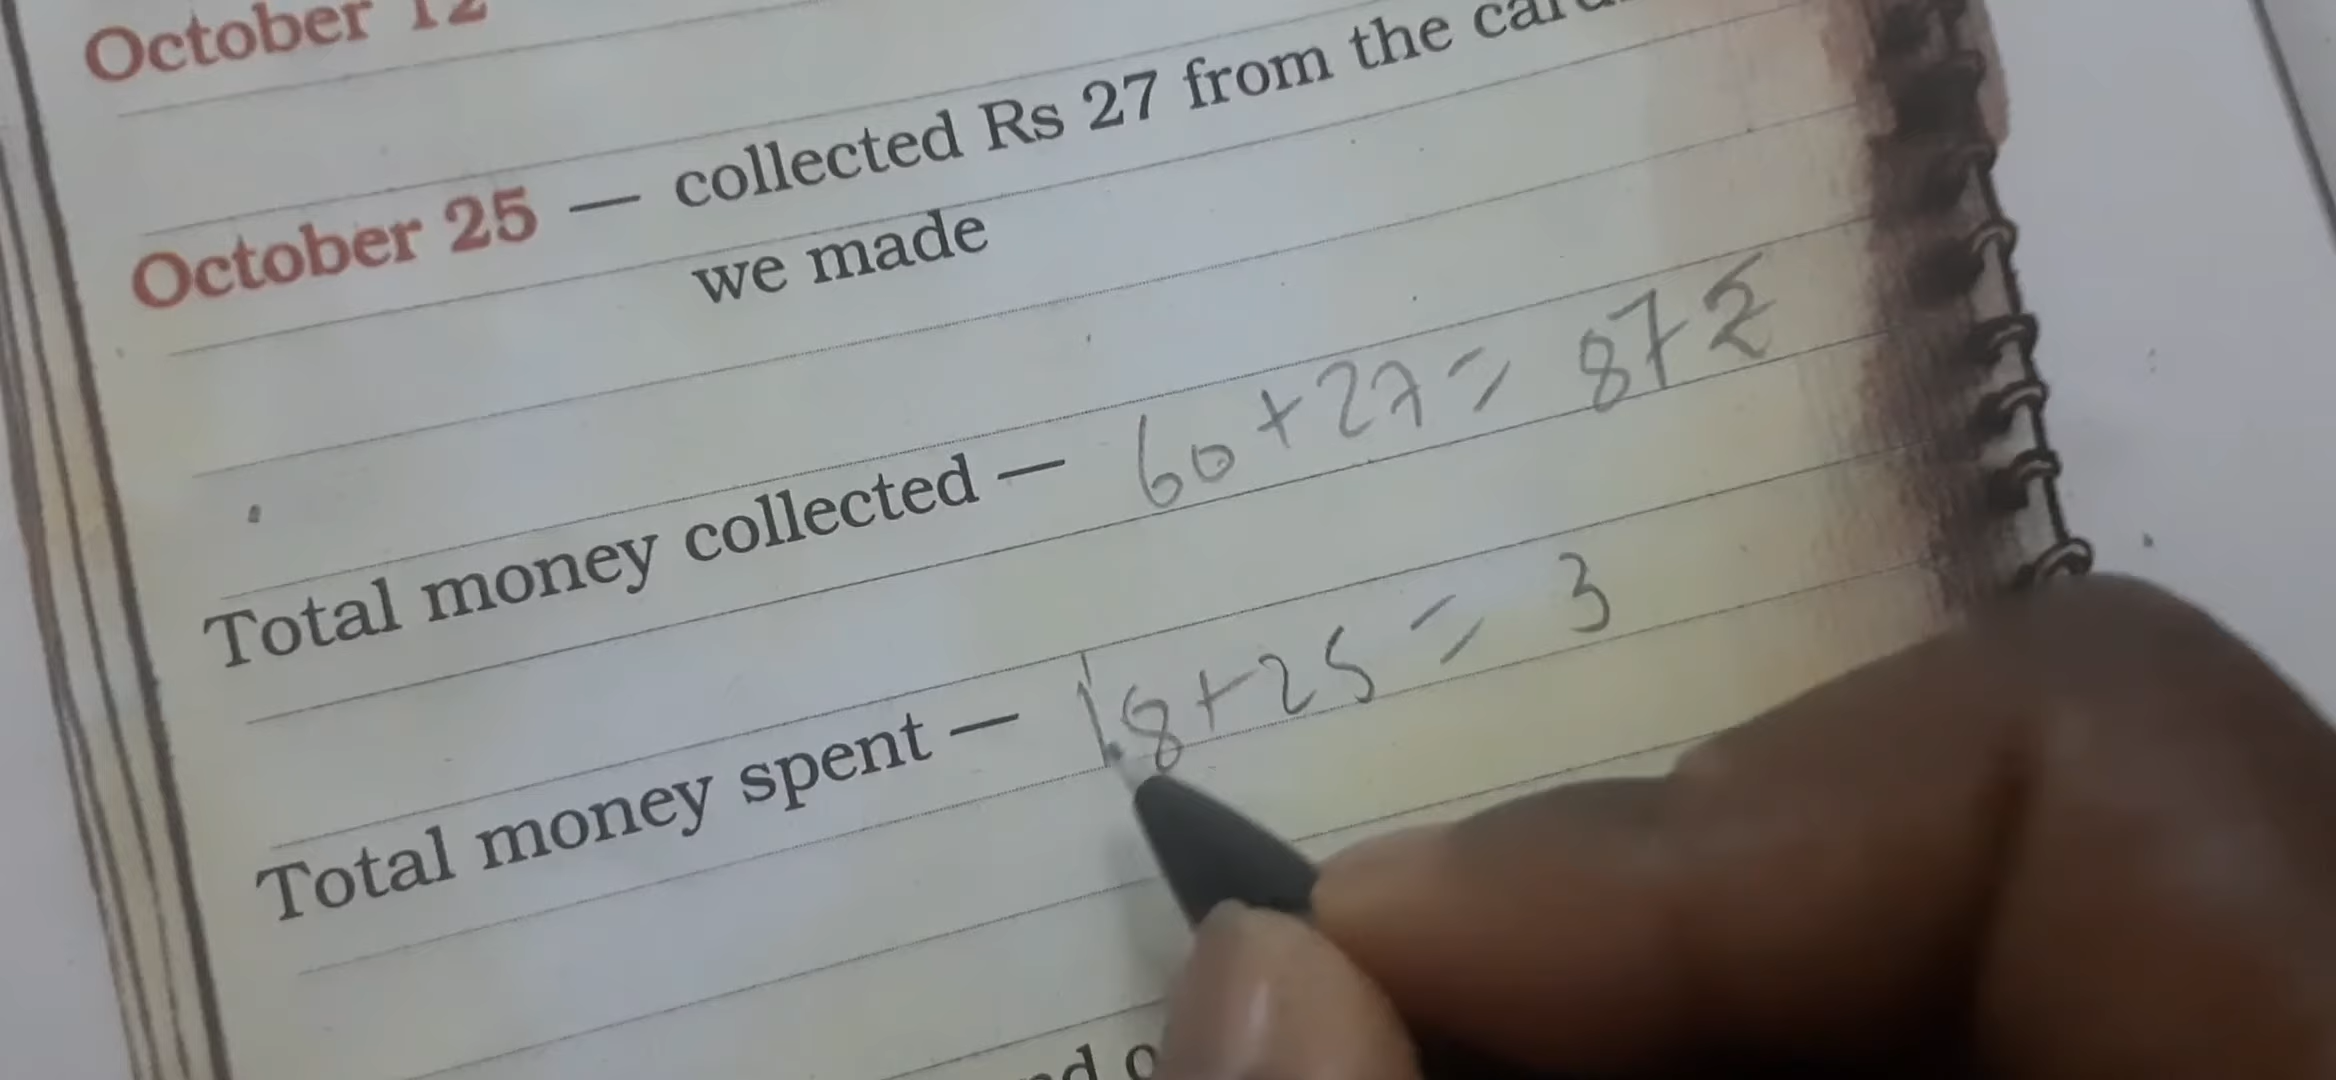 October 12
October 25 — collected Rs 27 from the
we made
Total money collected — 60+27= 87₹
Total money spent — 18+25 = 3